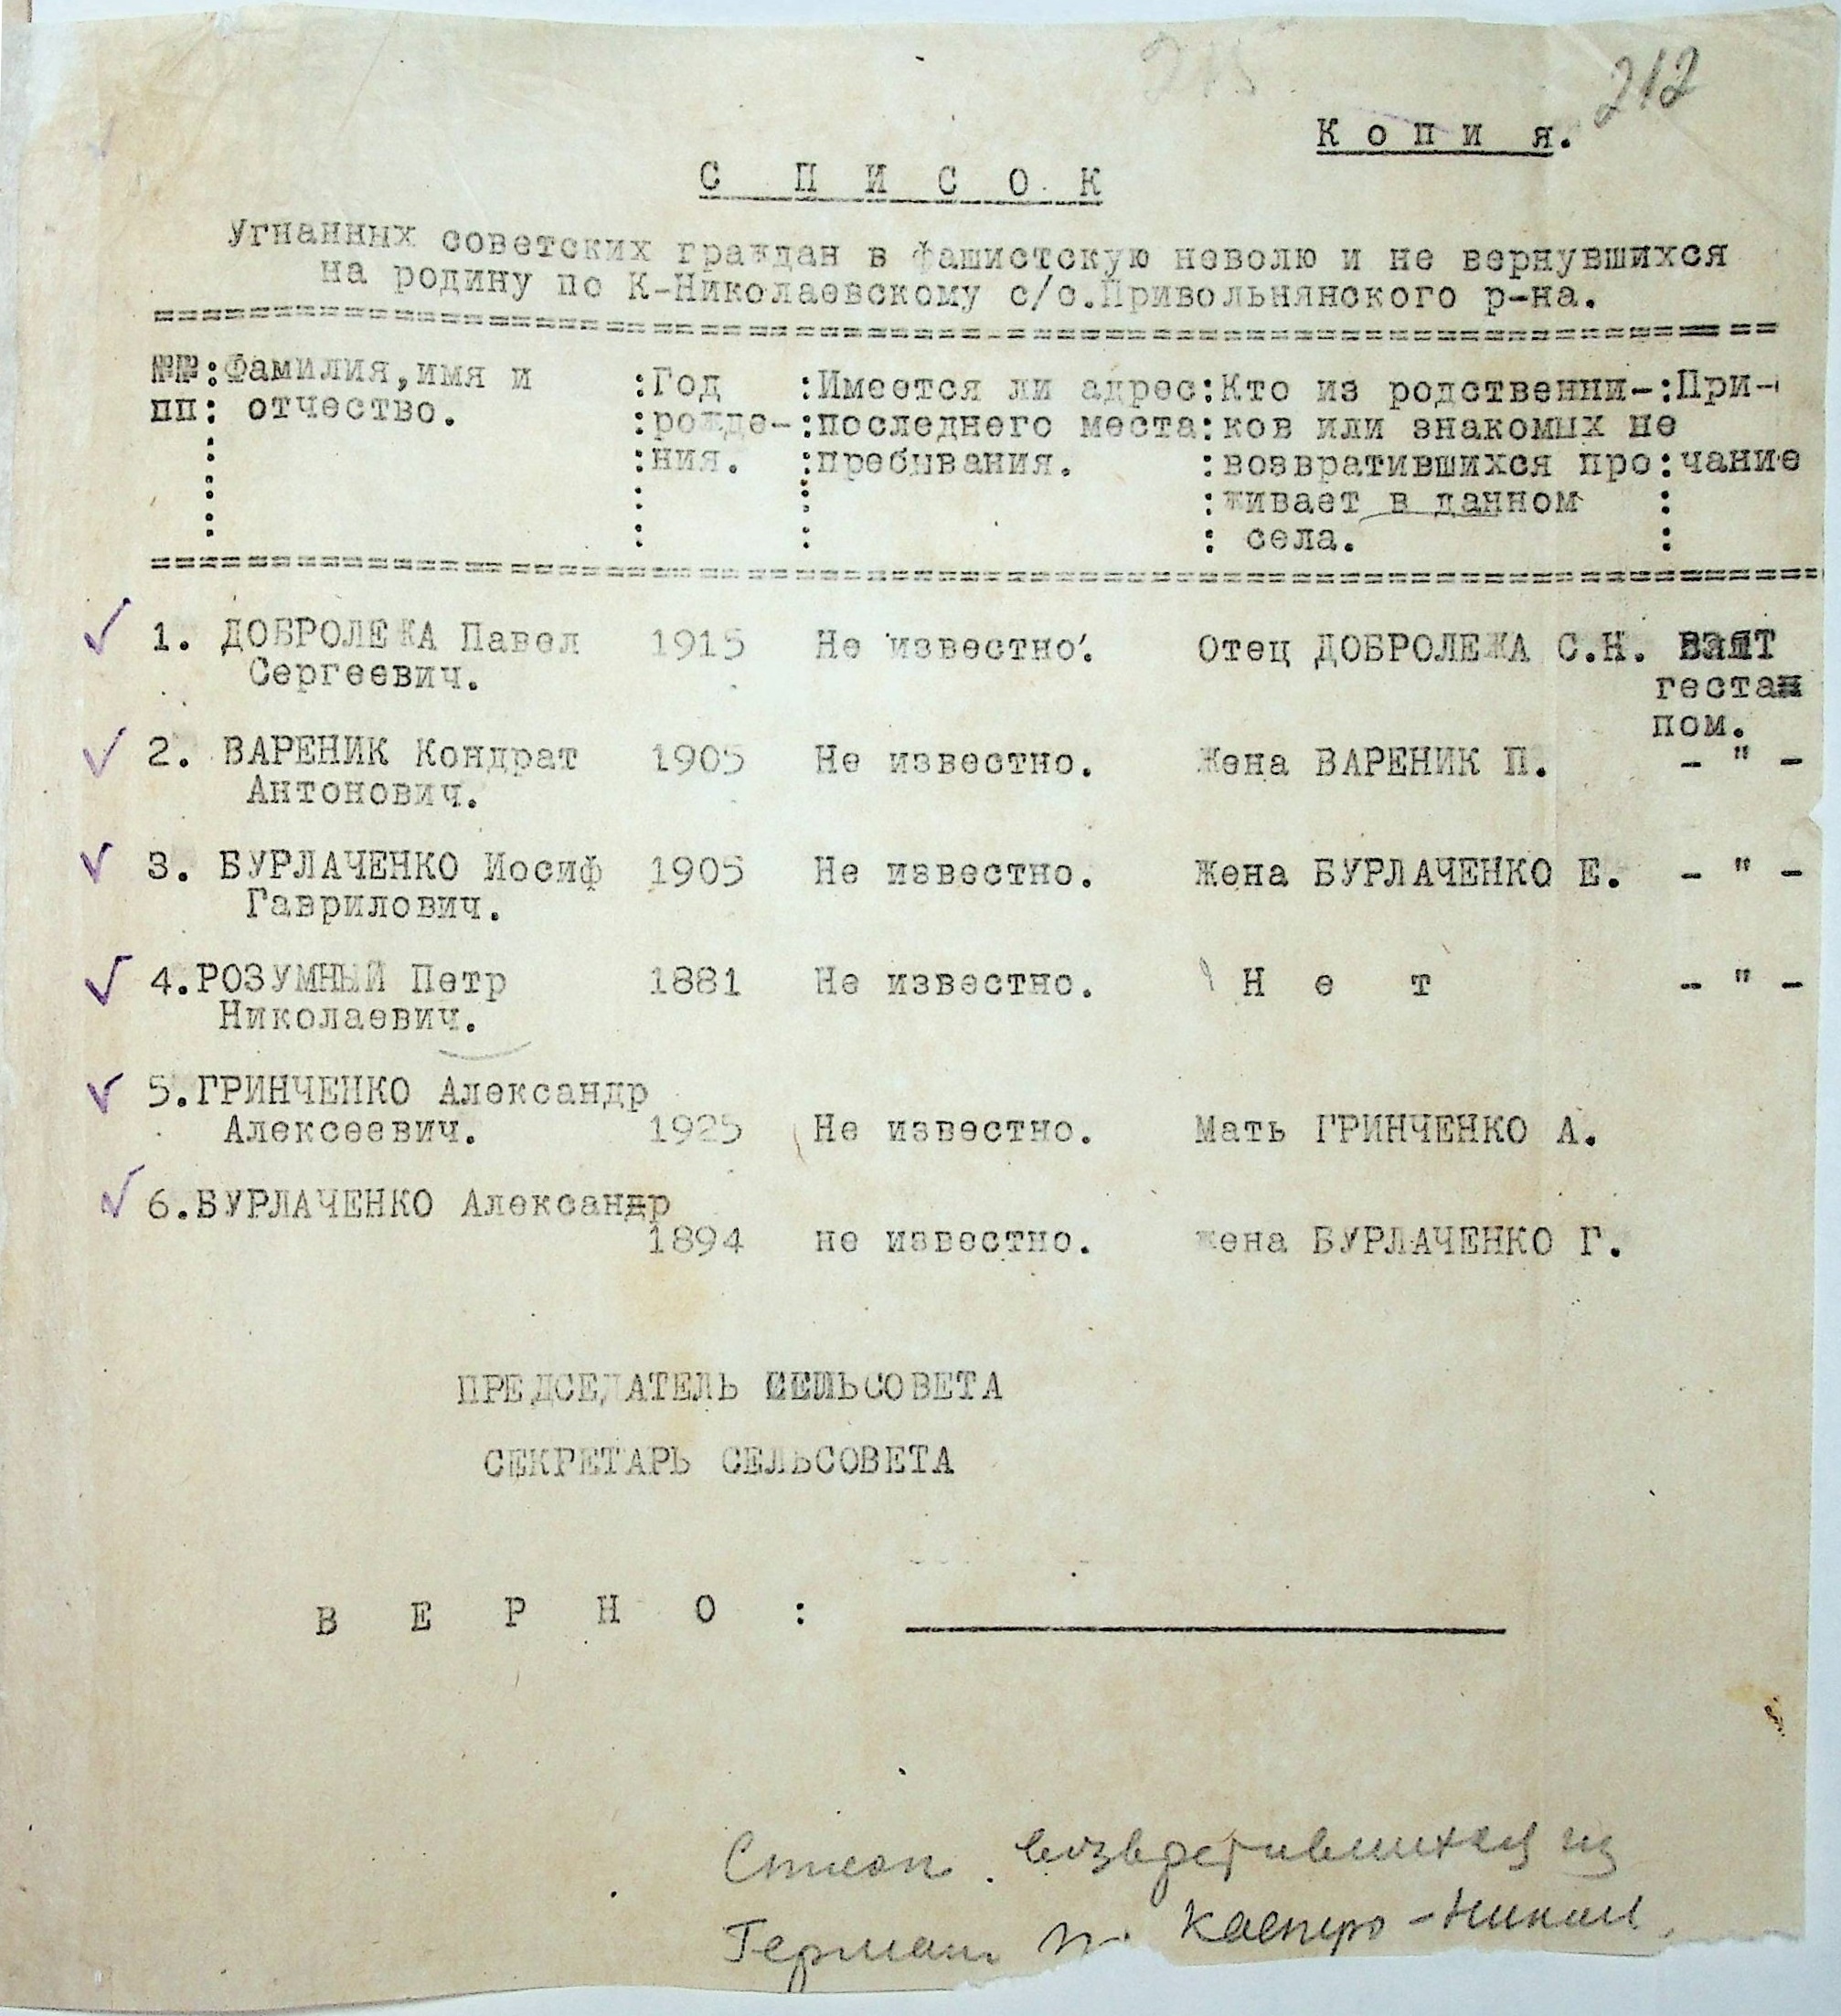 212
К о п и я.
С П И С О К
Угнанных советских граждан в фашистскую неволю и не вернувшихся
на родину по К-Николаевскому с/с.Привольнянского р-на.
№№:Фамилия,имя и :Год :Имеется ли адрес:Кто из родственни-:При-
пп: отчество. :рожде-:последнего места:ков или знакомых не
:ния. :пребывания. :возвратившихся про:чание
:живает в данном :
: села. :
1. ДОБРОЛЕЖА Павел 1915 Не известно. Отец ДОБРОЛЕЖА С.Н. взят
Сергеевич. гестап
пом.
2. ВАРЕНИК Кондрат 1905 Не известно. Жена ВАРЕНИК П. - " -
Антонович.
3. БУРЛАЧЕНКО Иосиф 1905 Не известно. Жена БУРЛАЧЕНКО Е. - " -
Гаврилович.
4.РОЗУМНЫЙ Петр 1881 Не известно. Н е т - " -
Николаевич.
5.ГРИНЧЕНКО Александр
Алексеевич. 1925 Не известно. Мать ГРИНЧЕНКО А.
6.БУРЛАЧЕНКО Александр
1894 не известно. жена БУРЛАЧЕНКО Г.
ПРЕДСЕДАТЕЛЬ СЕЛЬСОВЕТА
СЕКРЕТАРЬ СЕЛЬСОВЕТА
В Е Р Н О :
возвратившихся из
Герман Каспро-Никол